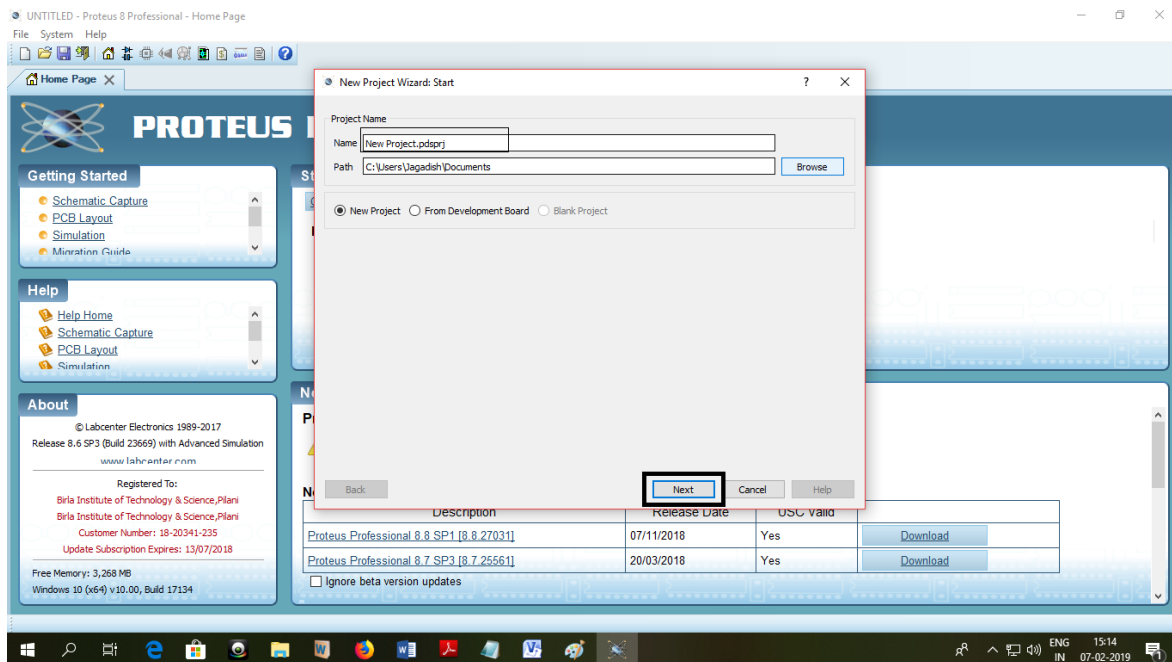 UNTITLED - Proteus 8 Professional - Home Page
File System Help
Home Page
PROTEUS
Getting Started
Schematic Capture
PCB Layout
Simulation
Migration Guide
Help
Help Home
Schematic Capture
PCB Layout
Simulation
About
© Labcenter Electronics 1989-2017
Release 8.6 SP3 (Build 23669) with Advanced Simulation
www.labcenter.com
Registered To:
Birla Institute of Technology & Science,Pilani
Birla Institute of Technology & Science,Pilani
Customer Number: 18-20341-235
Update Subscription Expires: 13/07/2018
Free Memory: 3,268 MB
Windows 10 (x64) v10.00, Build 17134
New Project Wizard: Start ?
Project Name
Name New Project.pdsprj
Path C:\Users\Jagadish\Documents Browse
New Project From Development Board Blank Project
Back Next Cancel Help
Description Release Date USC Valid
Proteus Professional 8.8 SP1 [8.8.27031] 07/11/2018 Yes Download
Proteus Professional 8.7 SP3 [8.7.25561] 20/03/2018 Yes Download
Ignore beta version updates
ENG
IN
15:14
07-02-2019